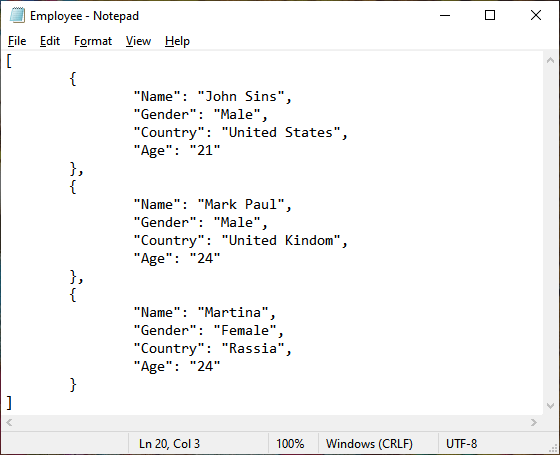 Employee - Notepad
File Edit Format View Help
[
{
"Name": "John Sins",
"Gender": "Male",
"Country": "United States",
"Age": "21"
},
{
"Name": "Mark Paul",
"Gender": "Male",
"Country": "United Kindom",
"Age": "24"
},
{
"Name": "Martina",
"Gender": "Female",
"Country": "Rassia",
"Age": "24"
}
]
Ln 20, Col 3 100% Windows (CRLF) UTF-8